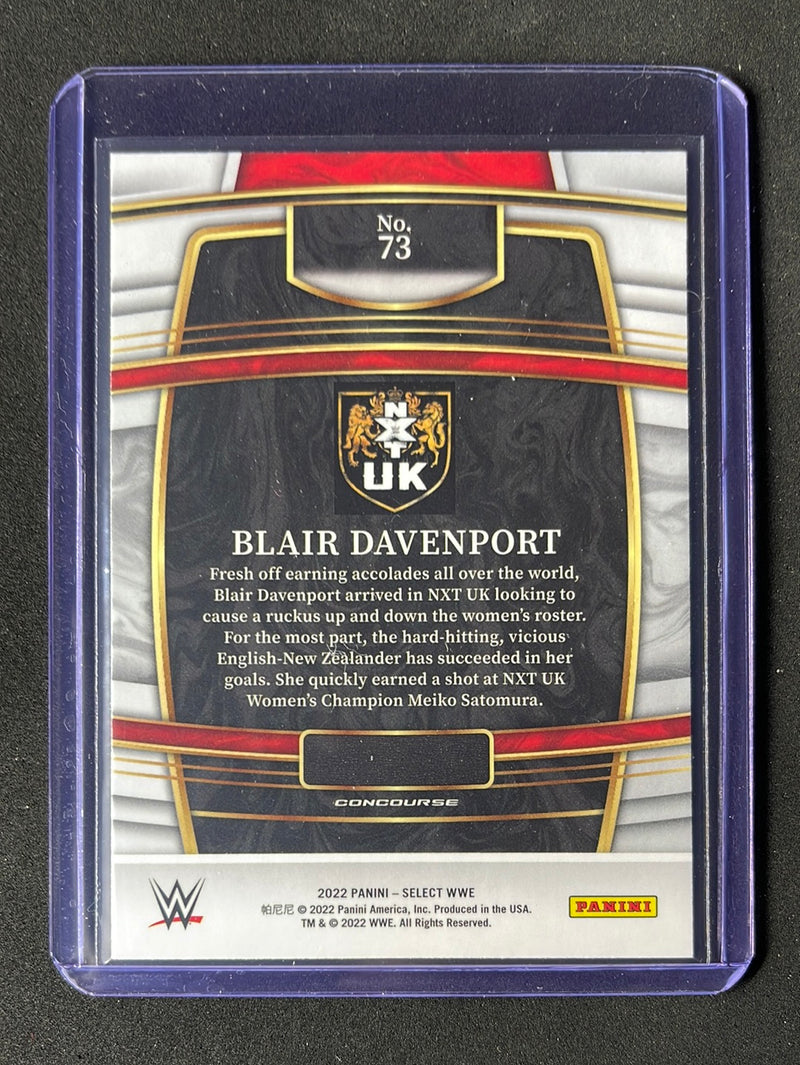 No.
73
NXT
UK
BLAIR DAVENPORT
Fresh off earning accolades all over the world,
Blair Davenport arrived in NXT UK looking to
cause a ruckus up and down the women's roster.
For the most part, the hard-hitting, vicious
English-New Zealander has succeeded in her
goals. She quickly earned a shot at NXT UK
Women's Champion Meiko Satomura.
CONCOURSE
W
2022 PANINI – SELECT WWE
帕尼尼 © 2022 Panini America, Inc. Produced in the USA.
TM & © 2022 WWE. All Rights Reserved.
PANINI